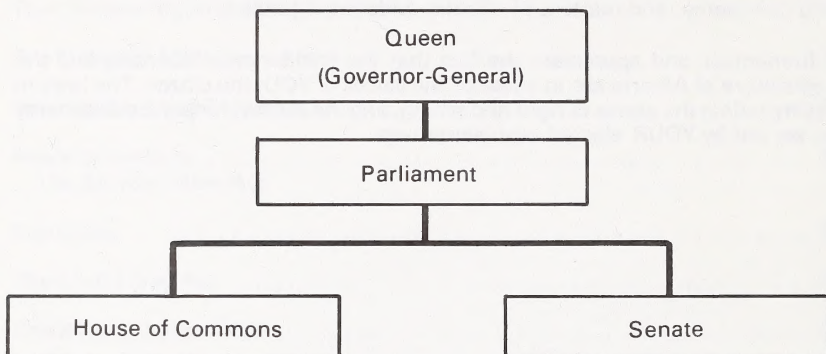 Queen
(Governor-General)
Parliament
House of Commons
Senate